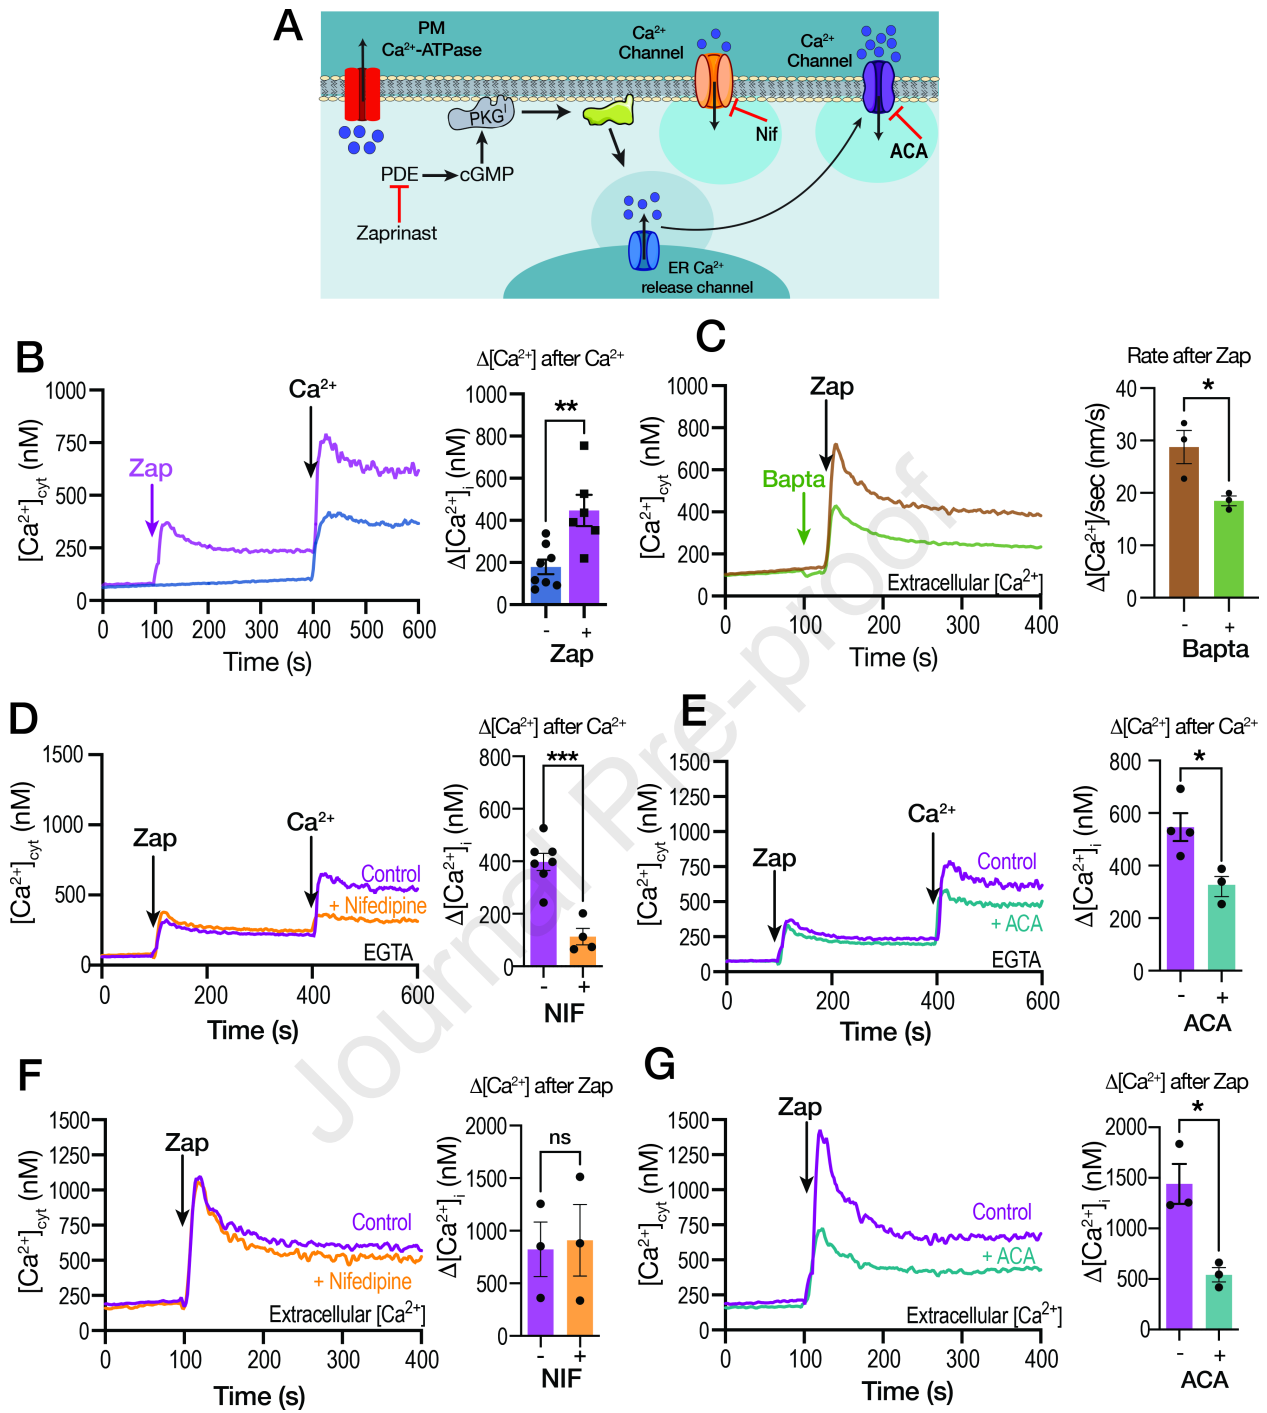 A
PM
Ca²⁺-ATPase
Ca²⁺
Channel
Ca²⁺
Channel
PKG
I
Nif
ACA
PDE
cGMP
Zaprinast
ER Ca²⁺
release channel
B
[Ca²⁺]cyt (nM)
1000
750
500
250
0
Zap
Ca²⁺
0 100 200 300 400 500 600
Time (s)
Δ[Ca²⁺] after Ca²⁺
Δ[Ca²⁺]i (nM)
1000
800
600
400
200
0
**
- +
Zap
C
[Ca²⁺]cyt (nM)
1000
800
600
400
200
0
Zap
Bapta
Extracellular [Ca²⁺]
0 100 200 300 400
Time (s)
Rate after Zap
Δ[Ca²⁺]/sec (nm/s)
40
30
20
10
0
*
- +
Bapta
D
[Ca²⁺]cyt (nM)
1500
1000
500
0
Zap
Ca²⁺
Control
+ Nifedipine
EGTA
0 200 400 600
Time (s)
Δ[Ca²⁺] after Ca²⁺
Δ[Ca²⁺]i (nM)
800
600
400
200
0
***
- +
NIF
E
[Ca²⁺]cyt (nM)
1500
1250
1000
750
500
250
0
Zap
Ca²⁺
Control
+ ACA
EGTA
0 200 400 600
Time (s)
Δ[Ca²⁺] after Ca²⁺
Δ[Ca²⁺]i (nM)
800
600
400
200
0
*
- +
ACA
F
[Ca²⁺]cyt (nM)
1500
1250
1000
750
500
250
0
Zap
Control
+ Nifedipine
Extracellular [Ca²⁺]
0 100 200 300 400
Time (s)
Δ[Ca²⁺] after Zap
Δ[Ca²⁺]i (nM)
2000
1500
1000
500
0
ns
- +
NIF
G
[Ca²⁺]cyt (nM)
1500
1250
1000
750
500
250
0
Zap
Control
+ ACA
Extracellular [Ca²⁺]
0 100 200 300 400
Time (s)
Δ[Ca²⁺] after Zap
Δ[Ca²⁺]i (nM)
2000
1500
1000
500
0
*
- +
ACA
Journal Pre-proof